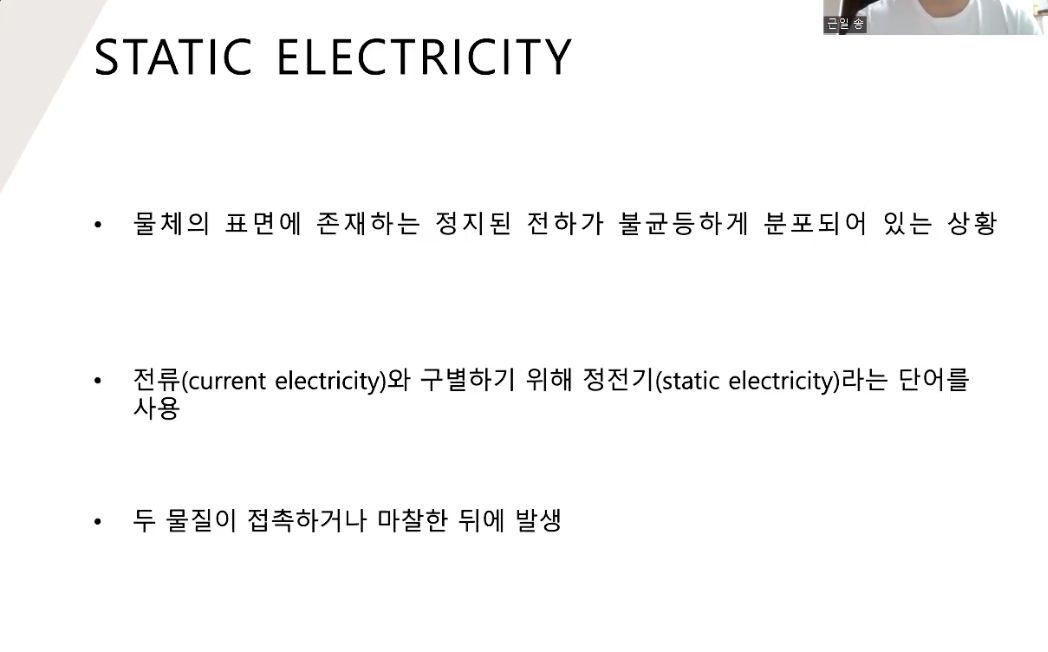 근일 송
STATIC ELECTRICITY
• 물체의 표면에 존재하는 정지된 전하가 불균등하게 분포되어 있는 상황
• 전류(current electricity)와 구별하기 위해 정전기(static electricity)라는 단어를
사용
• 두 물질이 접촉하거나 마찰한 뒤에 발생